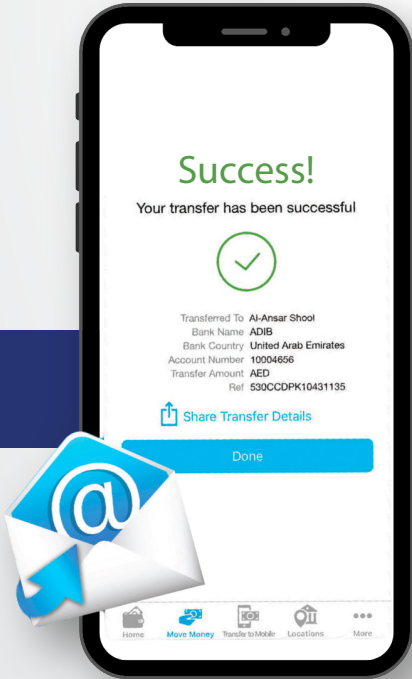 Success!
Your transfer has been successful
Transferred To Al-Ansar Shool
Bank Name ADIB
Bank Country United Arab Emirates
Account Number 10004656
Transfer Amount AED
Ref 530CCDPK10431135
Share Transfer Details
Done
@
Home Move Money Transfer to Mobile Locations More